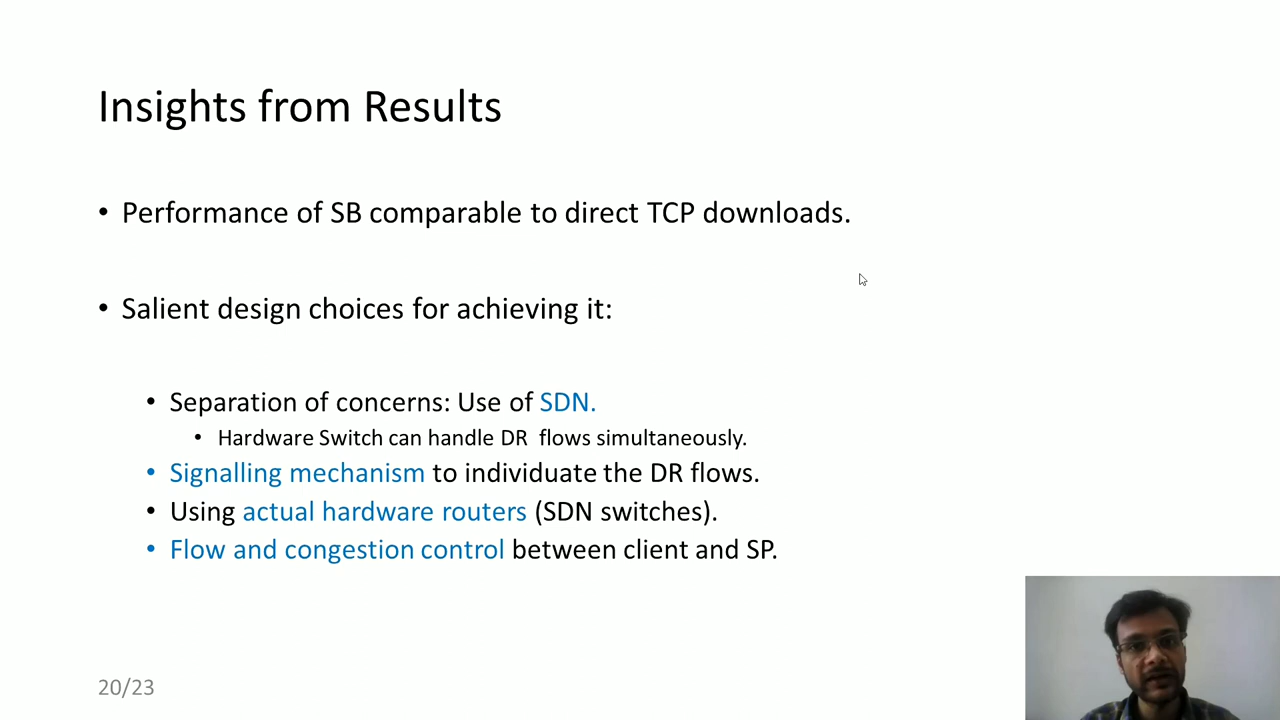 Insights from Results
• Performance of SB comparable to direct TCP downloads.
• Salient design choices for achieving it:
• Separation of concerns: Use of SDN.
• Hardware Switch can handle DR flows simultaneously.
• Signalling mechanism to individuate the DR flows.
• Using actual hardware routers (SDN switches).
• Flow and congestion control between client and SP.
20/23